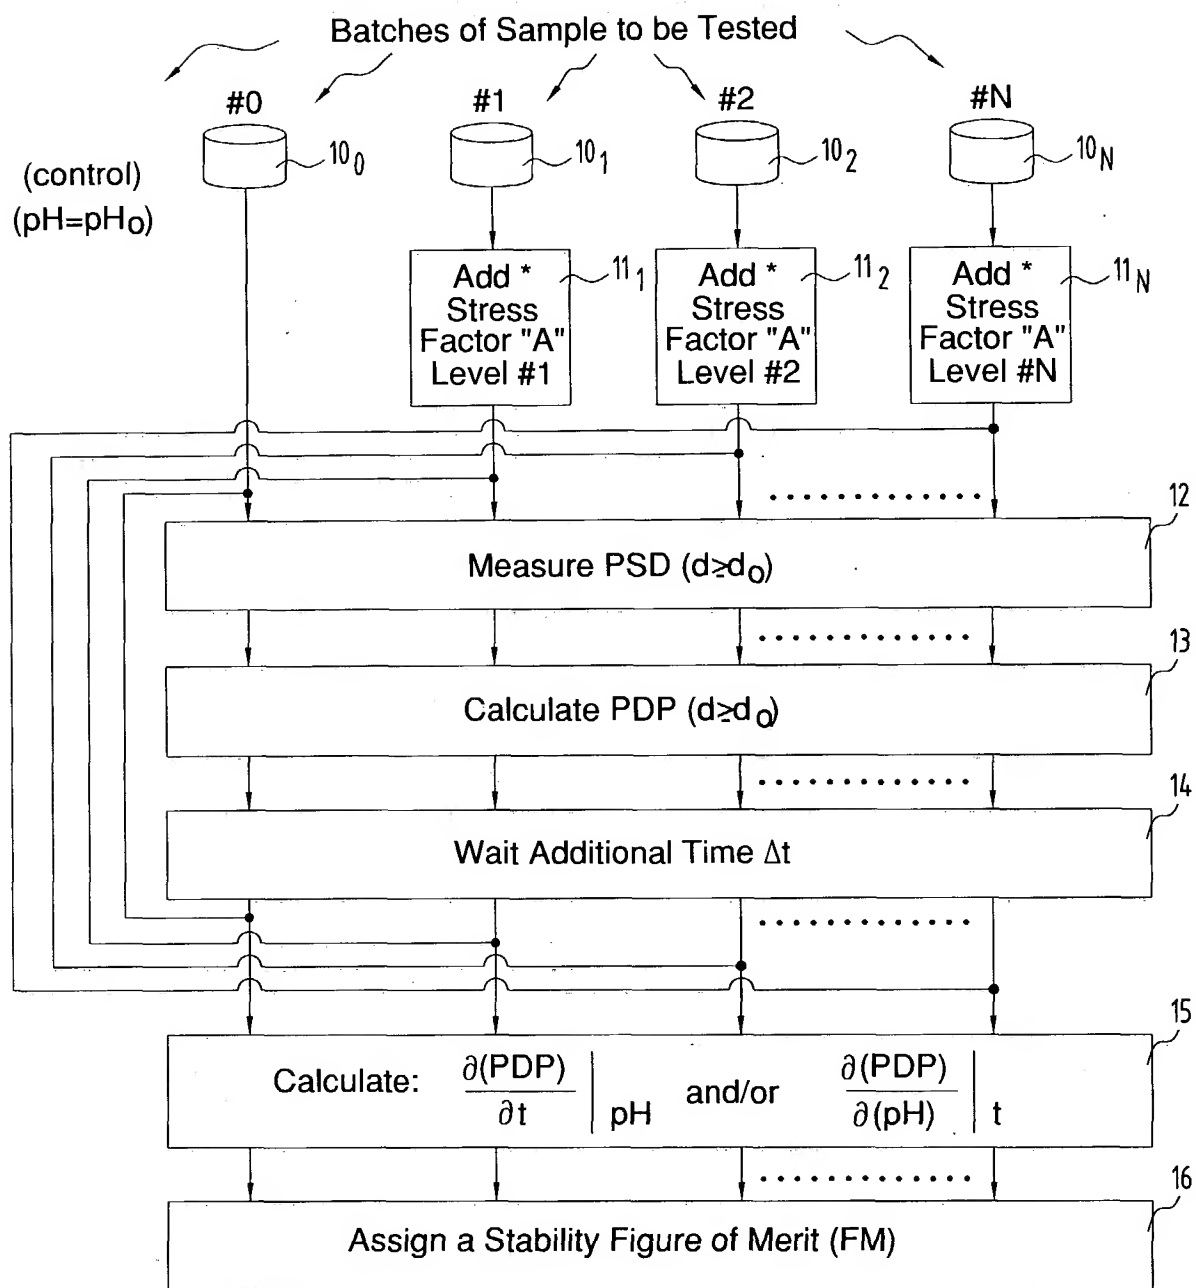 Batches of Sample to be Tested
#0 #1 #2 #N
10₀ 10₁ 10₂ 10N
(control)
(pH=pHo)
Add * Stress Factor "A" Level #1
11₁
Add * Stress Factor "A" Level #2
11₂
Add * Stress Factor "A" Level #N
11N
12
Measure PSD (d≥do)
13
Calculate PDP (d≥do)
14
Wait Additional Time Δt
15
Calculate: ∂(PDP)/∂t | pH and/or ∂(PDP)/∂(pH) | t
16
Assign a Stability Figure of Merit (FM)